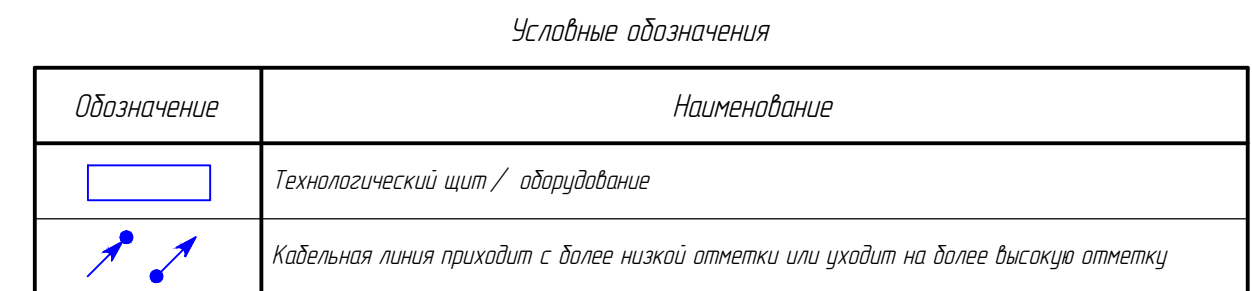 Условные обозначения
Обозначение Наименование
Технологический щит / оборудование
Кабельная линия приходит с более низкой отметки или уходит на более высокую отметку